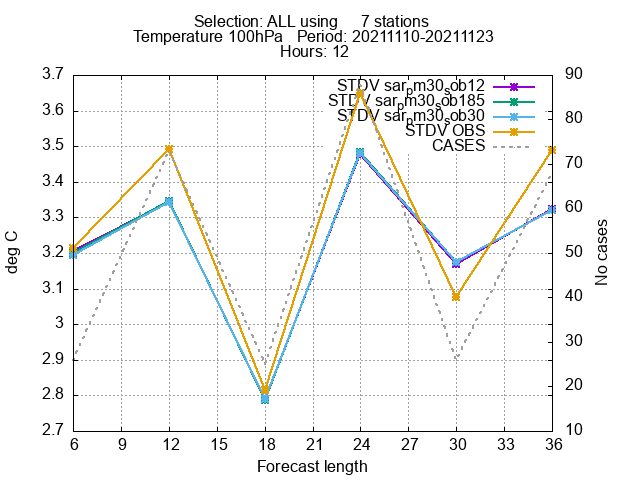 Selection: ALL using 7 stations
Temperature 100hPa Period: 20211110-20211123
Hours: 12
3.7
3.6
3.5
3.4
3.3
3.2
3.1
3
2.9
2.8
2.7
deg C
STDV sarpm30sob12
STDV sarpm30sob185
STDV sarpm30sob30
STDV OBS
CASES
90
80
70
60
50
40
30
20
10
No cases
6 9 12 15 18 21 24 27 30 33 36
Forecast length